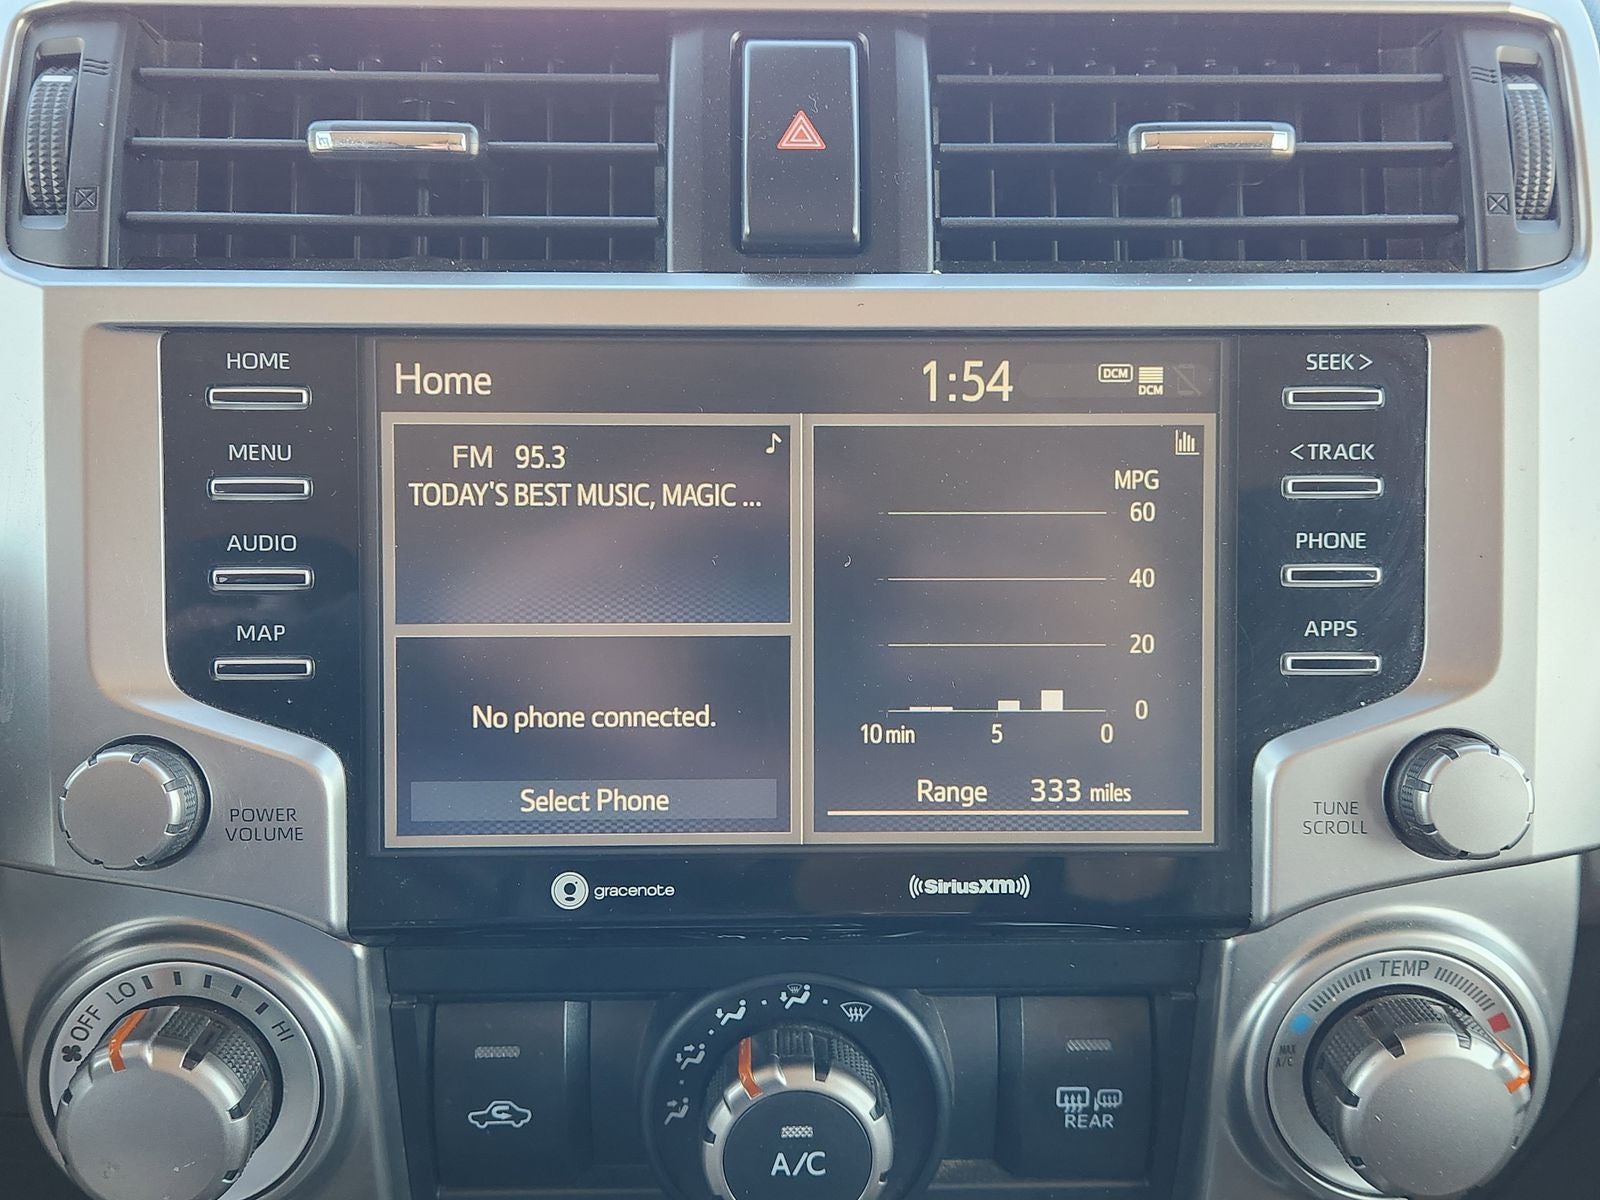 HOME
MENU
AUDIO
MAP
POWER
VOLUME
Home
1:54
DCM
DCM
FM 95.3
TODAY'S BEST MUSIC, MAGIC ...
No phone connected.
Select Phone
MPG
60
40
20
0
10 min 5 0
Range 333 miles
SEEK >
< TRACK
PHONE
APPS
TUNE
SCROLL
gracenote
((SiriusXM))
OFF LO HI
A/C
REAR
TEMP
MAX
A/C